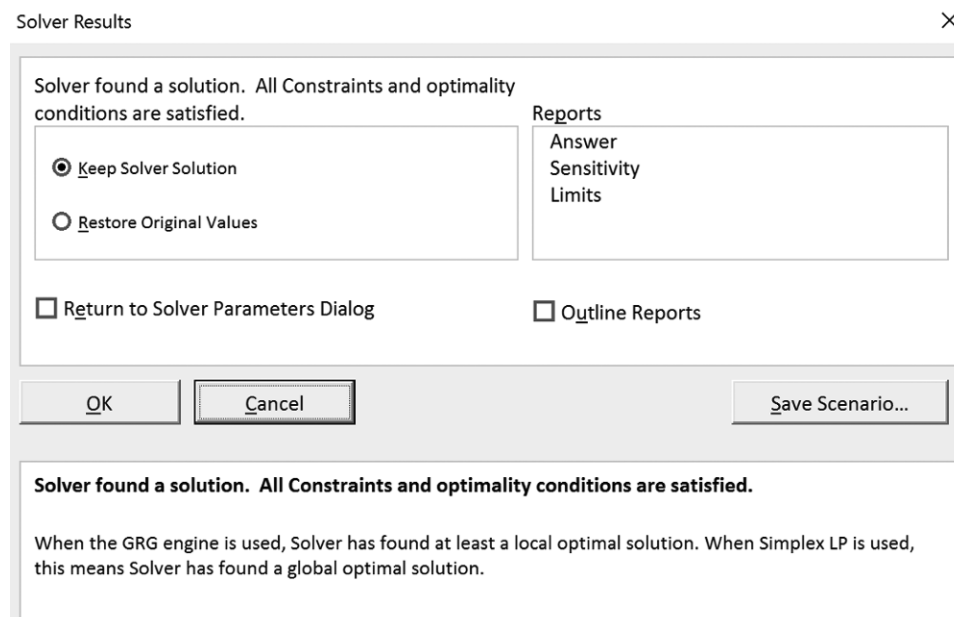 Solver Results
Solver found a solution.  All Constraints and optimality
conditions are satisfied.
Keep Solver Solution
Restore Original Values
Reports
Answer
Sensitivity
Limits
Return to Solver Parameters Dialog
Outline Reports
OK
Cancel
Save Scenario...
Solver found a solution.  All Constraints and optimality conditions are satisfied.
When the GRG engine is used, Solver has found at least a local optimal solution. When Simplex LP is used,
this means Solver has found a global optimal solution.